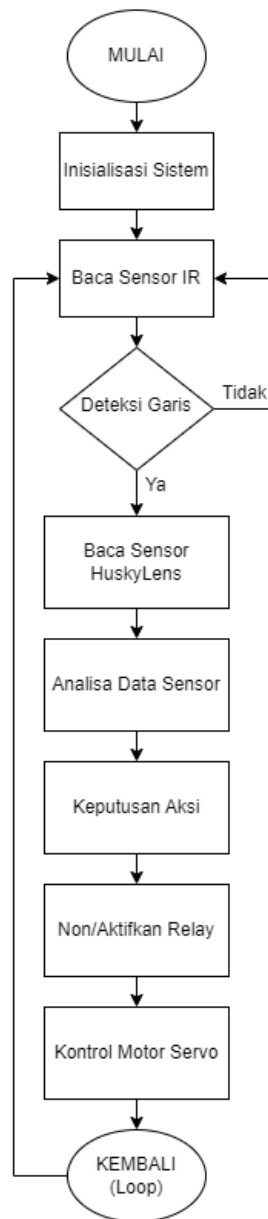 MULAI
Inisialisasi Sistem
Baca Sensor IR
Deteksi Garis
Tidak
Ya
Baca Sensor
HuskyLens
Analisa Data Sensor
Keputusan Aksi
Non/Aktifkan Relay
Kontrol Motor Servo
KEMBALI
(Loop)